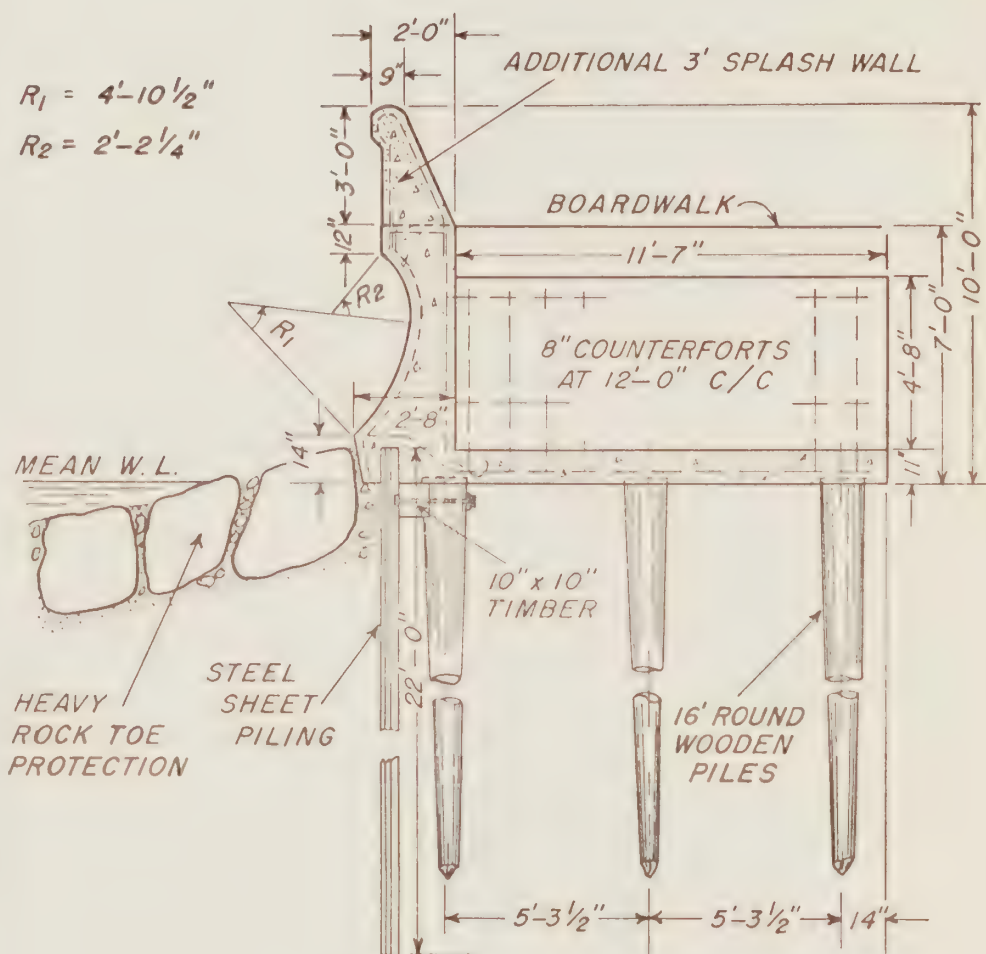 2'-0"
9"
ADDITIONAL 3' SPLASH WALL
R1 = 4'-10 1/2"
R2 = 2'-2 1/4"
3'-0"
12"
BOARDWALK
11'-7"
10'-0"
7'-0"
R2
R1
8" COUNTERFORTS
AT 12'-0" C/C
4'-8"
2'-8"
14"
MEAN W. L.
11"
10" x 10"
TIMBER
22'-0"
STEEL
SHEET
PILING
HEAVY
ROCK TOE
PROTECTION
16' ROUND
WOODEN
PILES
5'-3 1/2"
5'-3 1/2"
14"